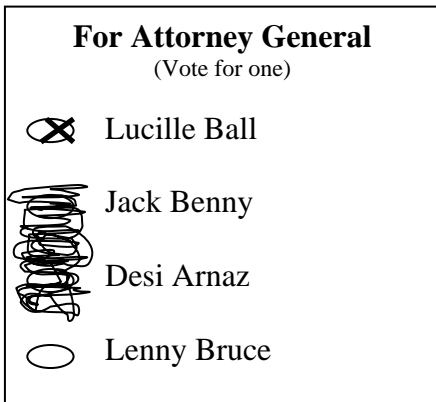 For Attorney General
(Vote for one)
Lucille Ball
Jack Benny
Desi Arnaz
Lenny Bruce